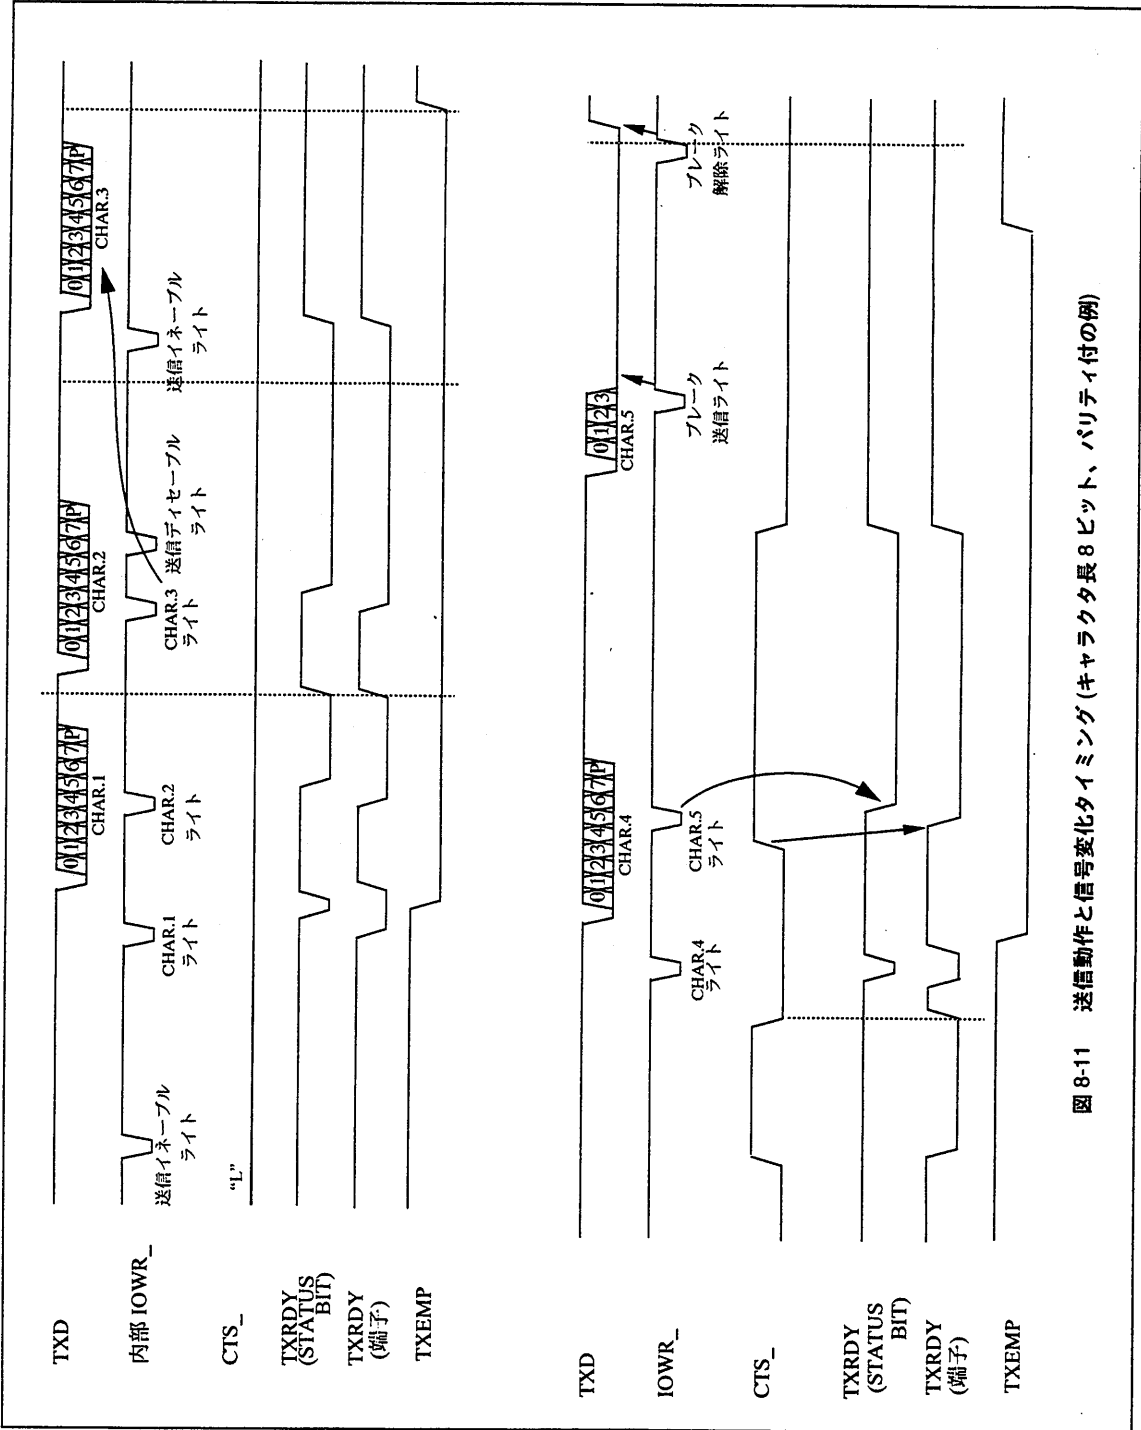 TXD
0 1 2 3 4 5 6 7 P
CHAR.1
0 1 2 3 4 5 6 7 P
CHAR.2
0 1 2 3 4 5 6 7 P
CHAR.3
内部 IOWR_
送信イネーブル
ライト
CHAR.1
ライト
CHAR.2
ライト
CHAR.3
ライト
送信ディセーブル
ライト
送信イネーブル
ライト
CTS_
“L”
TXRDY
(STATUS
BIT)
TXRDY
(端子)
TXEMP
TXD
0 1 2 3 4 5 6 7 P
CHAR.4
0 1 2 3
CHAR.5
IOWR_
CHAR.4
ライト
CHAR.5
ライト
ブレーク
送信ライト
ブレーク
解除ライト
CTS_
TXRDY
(STATUS
BIT)
TXRDY
(端子)
TXEMP
図 8-11 送信動作と信号変化タイミング (キャラクタ長 8 ビット、パリティ付の例)